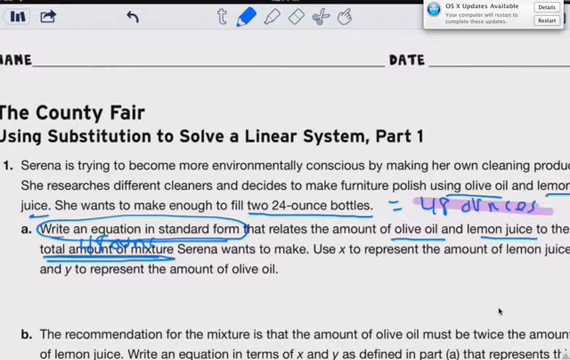 OS X Updates Available
Your computer will restart to complete these updates.
Details
Restart
NAME
DATE
The County Fair
Using Substitution to Solve a Linear System, Part 1
1. Serena is trying to become more environmentally conscious by making her own cleaning
She researches different cleaners and decides to make furniture polish using olive oil and lemon
juice. She wants to make enough to fill two 24-ounce bottles. = 48 ounces
a. Write an equation in standard form that relates the amount of olive oil and lemon juice to the
48 ounce
total amount of mixture Serena wants to make. Use x to represent the amount of lemon juice
and y to represent the amount of olive oil.
b. The recommendation for the mixture is that the amount of olive oil must be twice the
of lemon juice. Write an equation in terms of x and y as defined in part (a) that represents